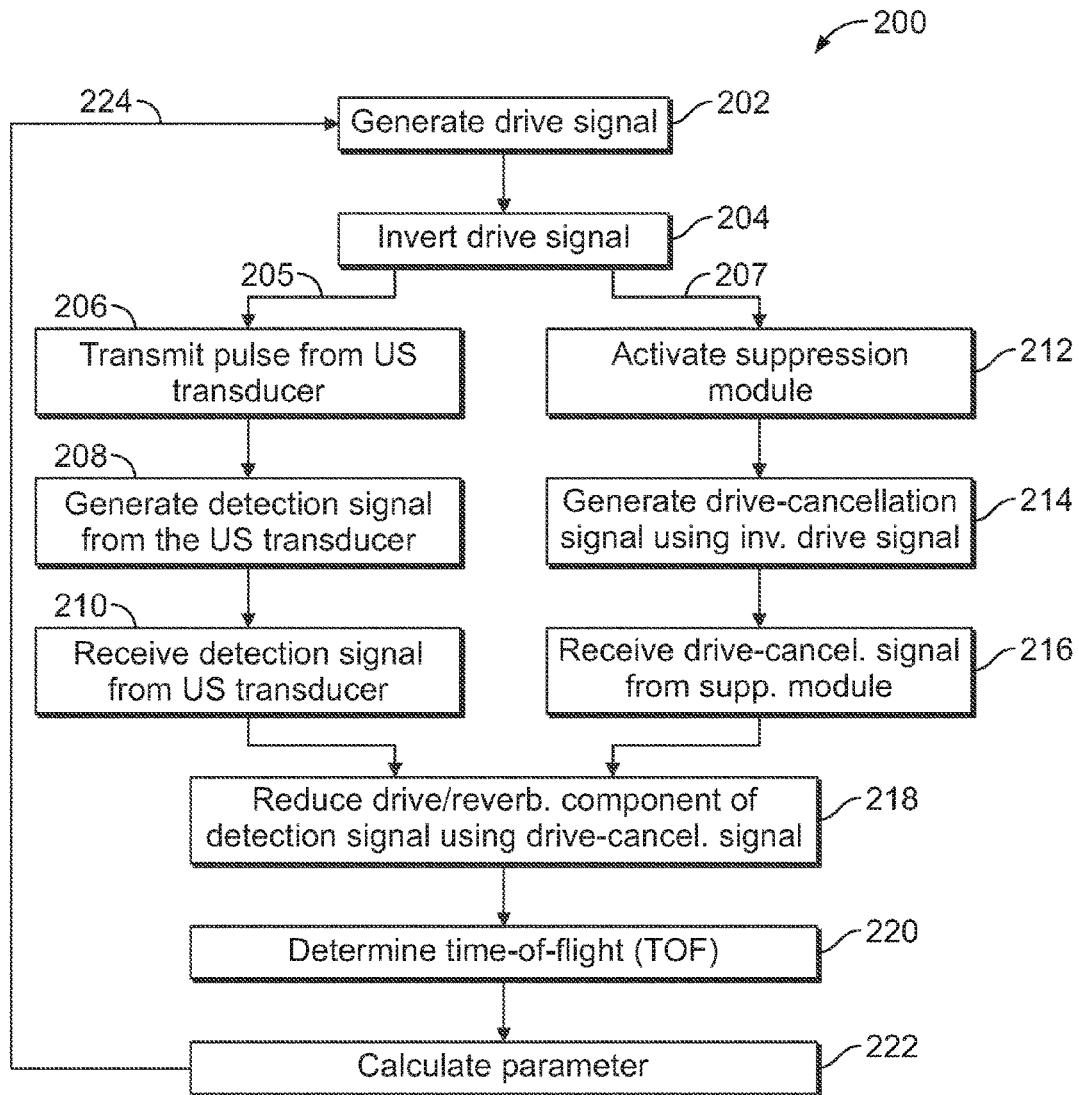 200
224
Generate drive signal
202
Invert drive signal
204
205
207
206
Transmit pulse from US
transducer
Activate suppression
module
212
208
Generate detection signal
from the US transducer
Generate drive-cancellation
signal using inv. drive signal
214
210
Receive detection signal
from US transducer
Receive drive-cancel. signal
from supp. module
216
Reduce drive/reverb. component of
detection signal using drive-cancel. signal
218
Determine time-of-flight (TOF)
220
Calculate parameter
222